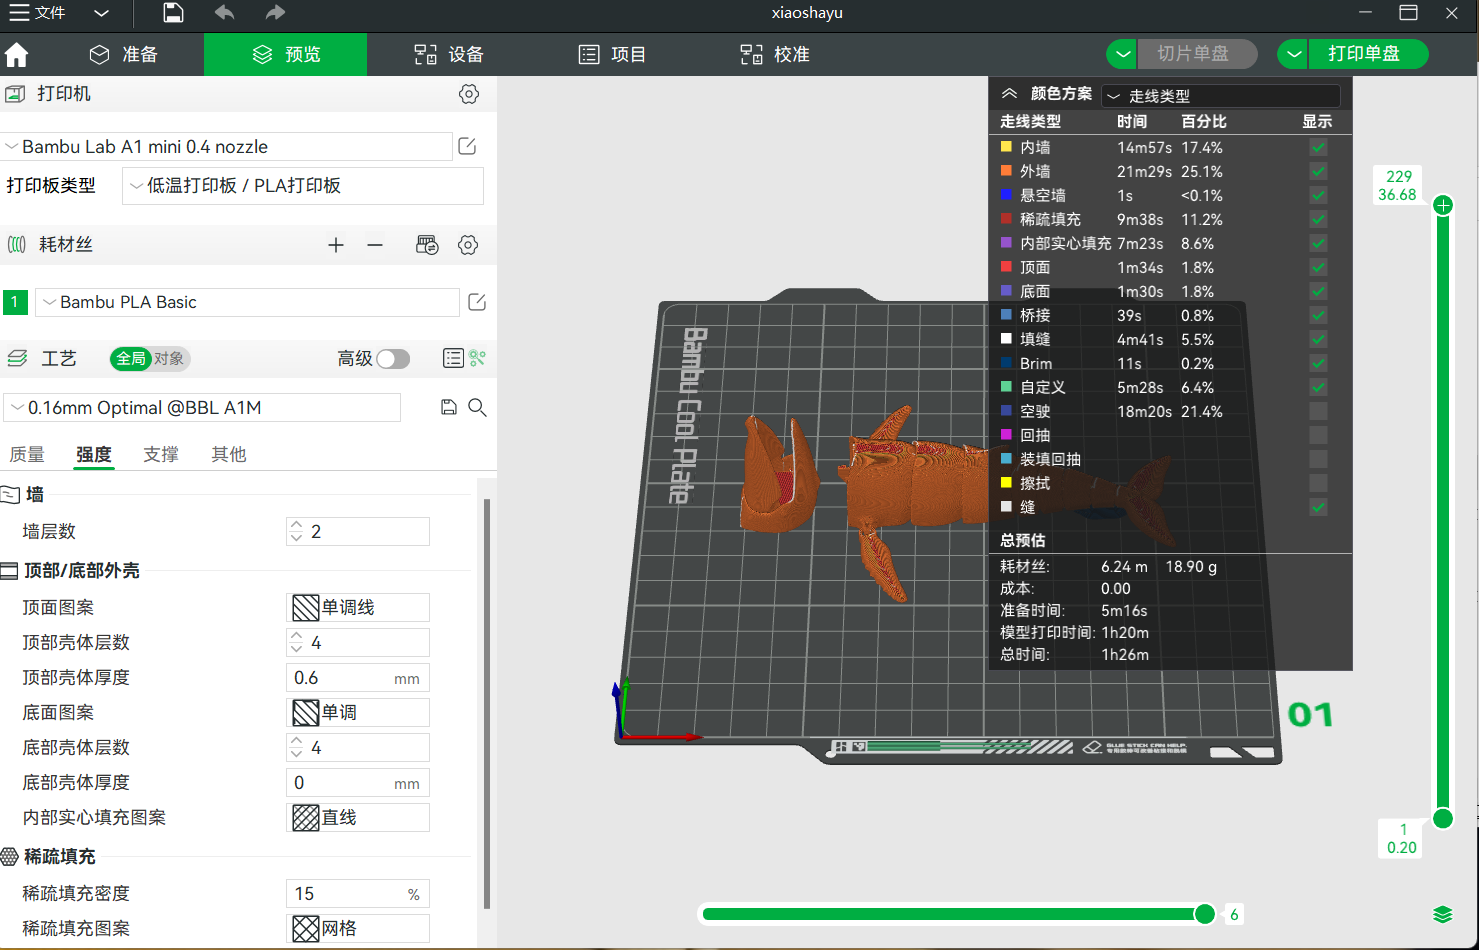 文件
xiaoshayu
准备
预览
设备
项目
校准
切片单盘
打印单盘
打印机
Bambu Lab A1 mini 0.4 nozzle
打印板类型
低温打印板 / PLA打印板
耗材丝
1
Bambu PLA Basic
工艺
全局
对象
高级
0.16mm Optimal @BBL A1M
质量
强度
支撑
其他
墙
墙层数
2
顶部/底部外壳
顶面图案
单调线
顶部壳体层数
4
顶部壳体厚度
0.6
mm
底面图案
单调
底部壳体层数
4
底部壳体厚度
0
mm
内部实心填充图案
直线
稀疏填充
稀疏填充密度
15
%
稀疏填充图案
网格
Bambu Cool Plate
颜色方案
走线类型
走线类型 时间 百分比 显示
内墙 14m57s 17.4%
外墙 21m29s 25.1%
悬空墙 1s <0.1%
稀疏填充 9m38s 11.2%
内部实心填充 7m23s 8.6%
顶面 1m34s 1.8%
底面 1m30s 1.8%
桥接 39s 0.8%
填缝 4m41s 5.5%
Brim 11s 0.2%
自定义 5m28s 6.4%
空驶 18m20s 21.4%
回抽
装填回抽
擦拭
缝
总预估
耗材丝: 6.24 m 18.90 g
成本: 0.00
准备时间: 5m16s
模型打印时间: 1h20m
总时间: 1h26m
01
BLUE STICK CAN HELP.
229
36.68
1
0.20
6